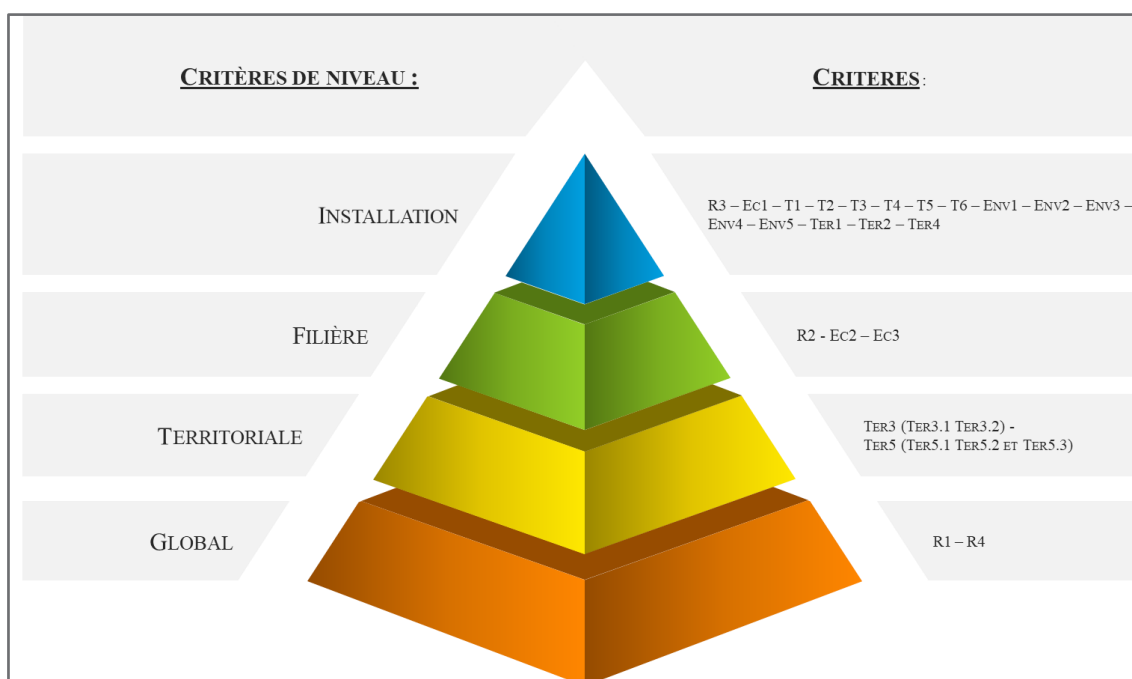 CRITÈRES DE NIVEAU :
CRITERES :
INSTALLATION
R3 – EC1 – T1 – T2 – T3 – T4 – T5 – T6 – ENV1 – ENV2 – ENV3 –
ENV4 – ENV5 – TER1 – TER2 – TER4
FILIÈRE
R2 - EC2 – EC3
TERRITORIALE
TER3 (TER3.1 TER3.2) -
TER5 (TER5.1 TER5.2 ET TER5.3)
GLOBAL
R1 – R4